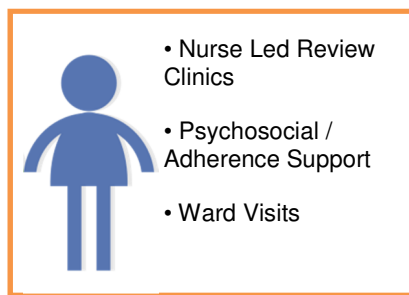 • Nurse Led Review
Clinics
• Psychosocial /
Adherence Support
• Ward Visits